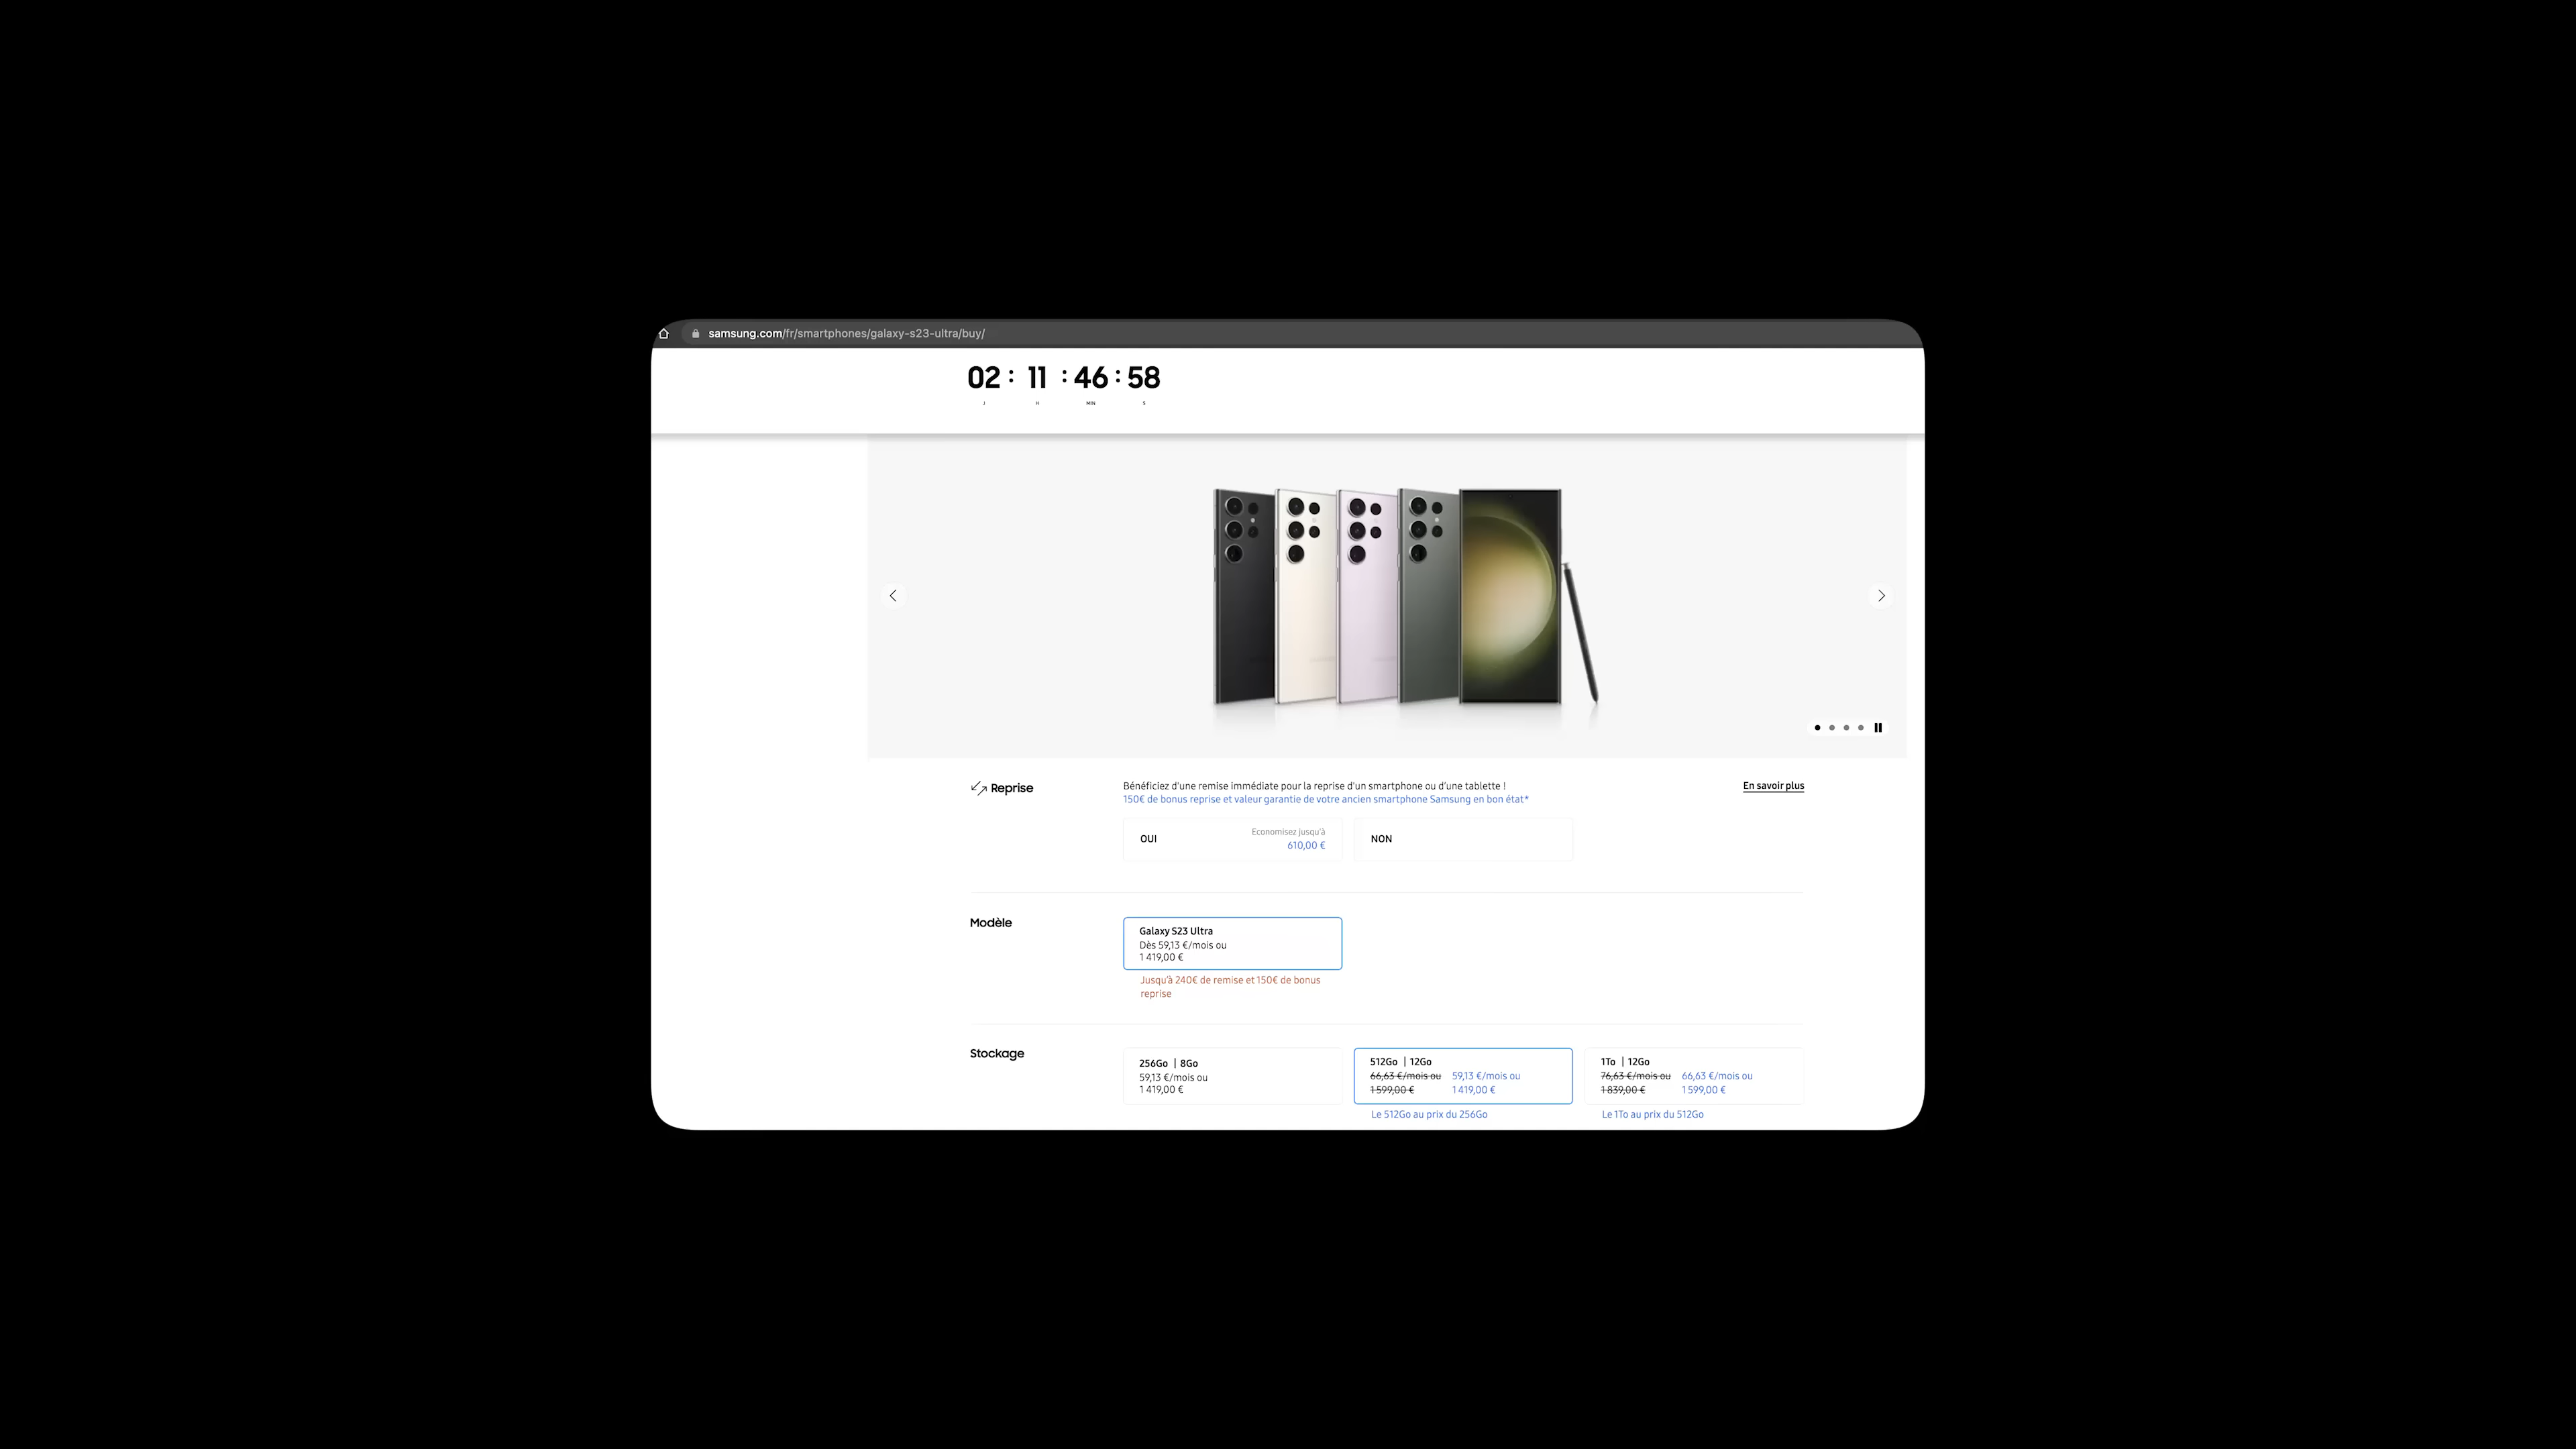 samsung.com/fr/smartphones/galaxy-s23-ultra/buy/
02 : 11 : 46 : 58
J H MIN S
Reprise
Bénéficiez d'une remise immédiate pour la reprise d'un smartphone ou d'une tablette !
150€ de bonus reprise et valeur garantie de votre ancien smartphone Samsung en bon état*
En savoir plus
OUI
Economisez jusqu'à
610,00 €
NON
Modèle
Galaxy S23 Ultra
Dès 59,13 €/mois ou
1 419,00 €
Jusqu'à 240€ de remise et 150€ de bonus
reprise
Stockage
256Go | 8Go
59,13 €/mois ou
1 419,00 €
512Go | 12Go
66,63 €/mois ou 59,13 €/mois ou
1 599,00 € 1 419,00 €
Le 512Go au prix du 256Go
1To | 12Go
76,63 €/mois ou 66,63 €/mois ou
1 839,00 € 1 599,00 €
Le 1To au prix du 512Go